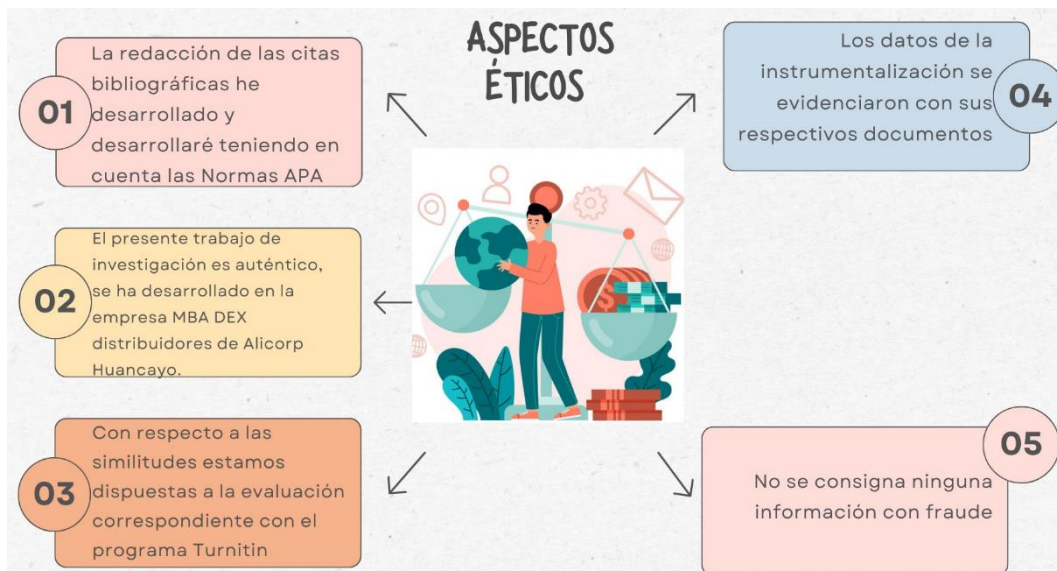 ASPECTOS
ÉTICOS
01
La redacción de las citas
bibliográficas he
desarrollado y
desarrollaré teniendo en
cuenta las Normas APA
02
El presente trabajo de
investigación es auténtico,
se ha desarrollado en la
empresa MBA DEX
distribuidores de Alicorp
Huancayo.
03
Con respecto a las
similitudes estamos
dispuestas a la evaluación
correspondiente con el
programa Turnitin
04
Los datos de la
instrumentalización se
evidenciaron con sus
respectivos documentos
05
No se consigna ninguna
información con fraude
$